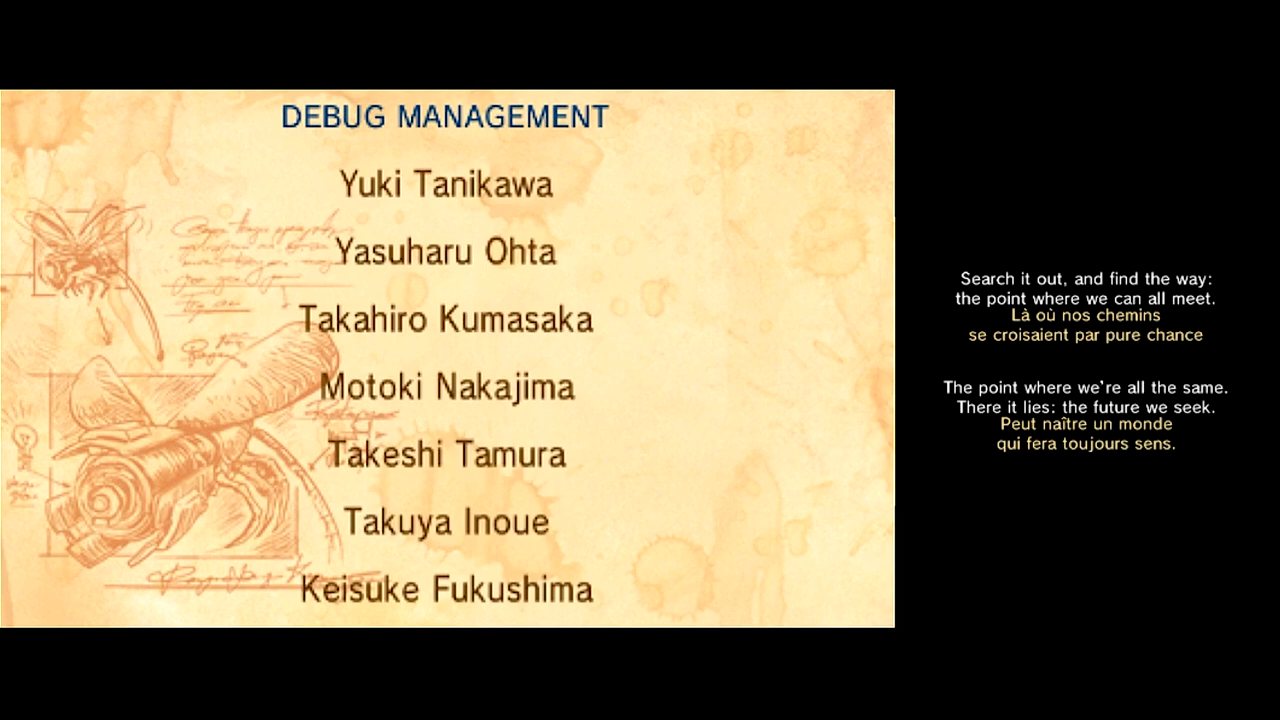 DEBUG MANAGEMENT
Yuki Tanikawa
Yasuharu Ohta
Takahiro Kumasaka
Motoki Nakajima
Takeshi Tamura
Takuya Inoue
Keisuke Fukushima
Search it out, and find the way:
the point where we can all meet.
Là où nos chemins
se croisaient par pure chance
The point where we're all the same.
There it lies: the future we seek.
Peut naître un monde
qui fera toujours sens.